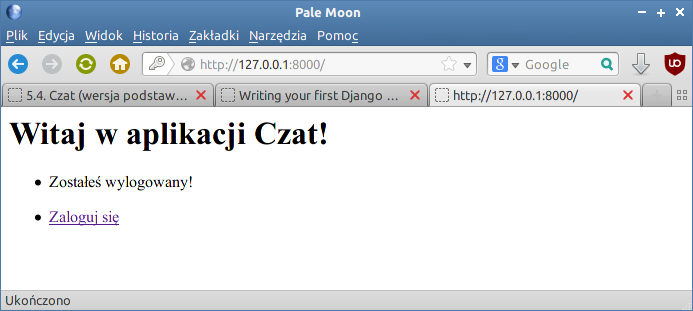 Pale Moon
Plik Edycja Widok Historia Zakładki Narzędzia Pomoc
http://127.0.0.1:8000/ Google
5.4. Czat (wersja podstaw... Writing your first Django ... http://127.0.0.1:8000/
Witaj w aplikacji Czat!
Zostałeś wylogowany!
Zaloguj się
Ukończono